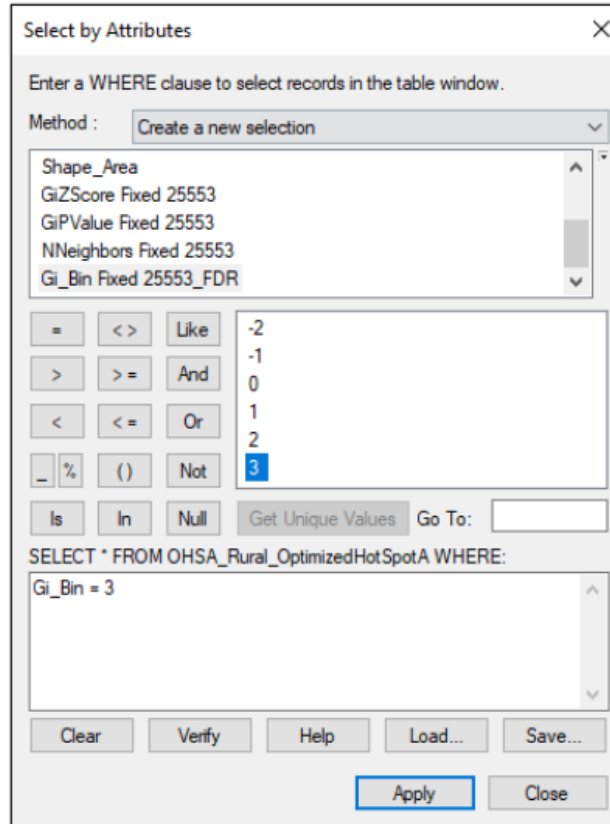 Select by Attributes
Enter a WHERE clause to select records in the table window.
Method :
Create a new selection
Shape_Area
GiZScore Fixed 25553
GiPValue Fixed 25553
NNeighbors Fixed 25553
Gi_Bin Fixed 25553_FDR
= < > Like
> > = And
< < = Or
_ % ( ) Not
Is In Null
-2
-1
0
1
2
3
Get Unique Values Go To:
SELECT * FROM OHSA_Rural_OptimizedHotSpotA WHERE:
Gi_Bin = 3
Clear Verify Help Load... Save...
Apply Close